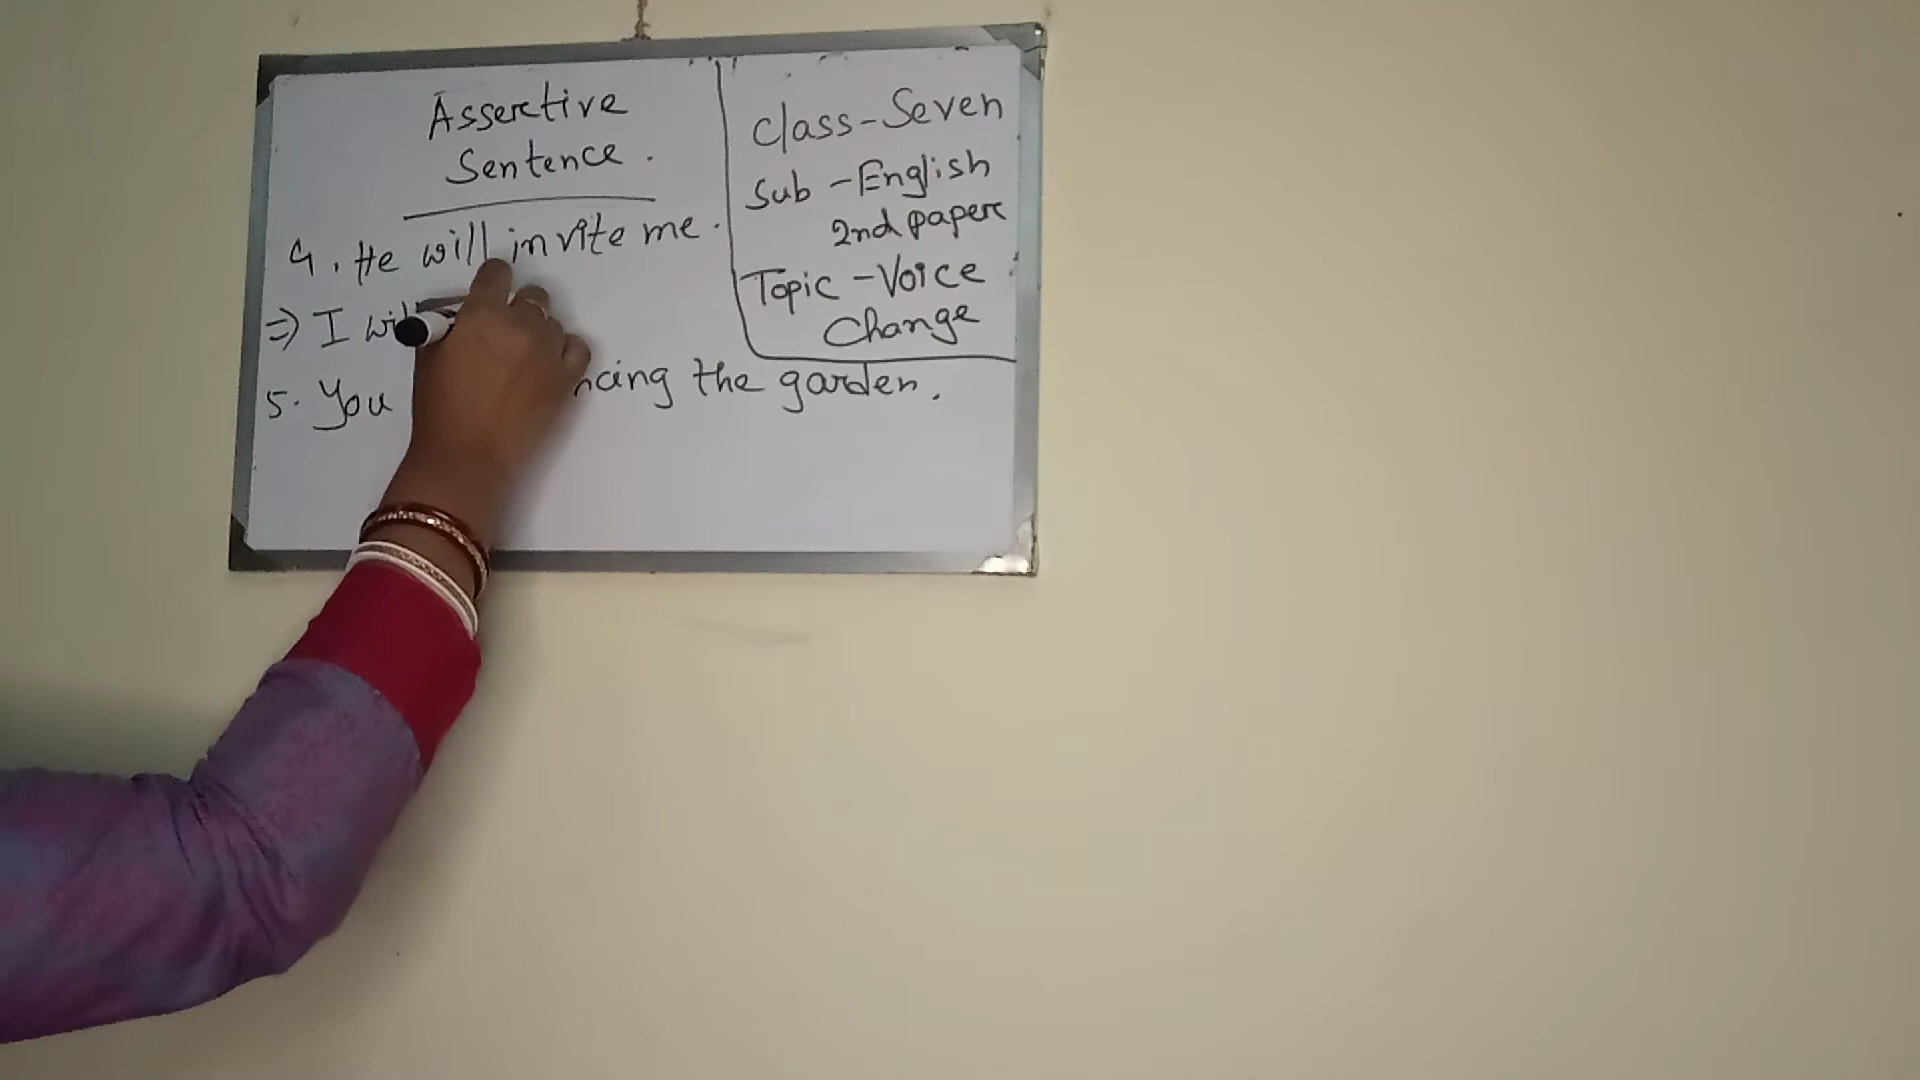 Assertive
Sentence.
4. He will invite me.
⇒ I
5. You the garden.
Class-Seven
Sub-English
2nd paper
Topic-Voice
Change